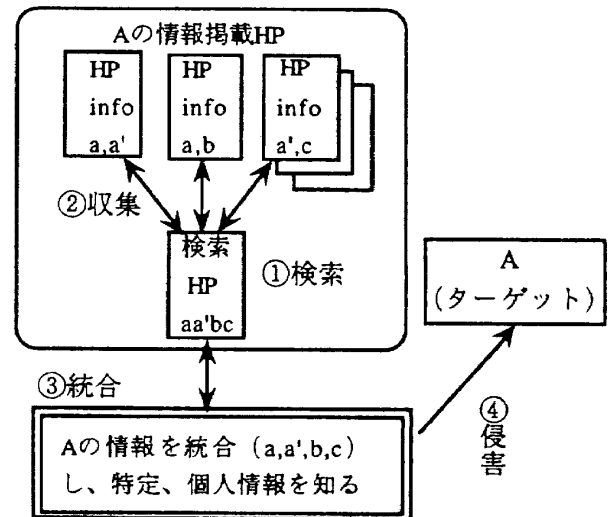 Aの情報掲載HP
HP
info
a,a'
HP
info
a,b
HP
info
a',c
②収集
検索
HP
aa'bc
①検索
A
(ターゲット)
③統合
④侵害
Aの情報を統合（a,a',b,c）
し、特定、個人情報を知る